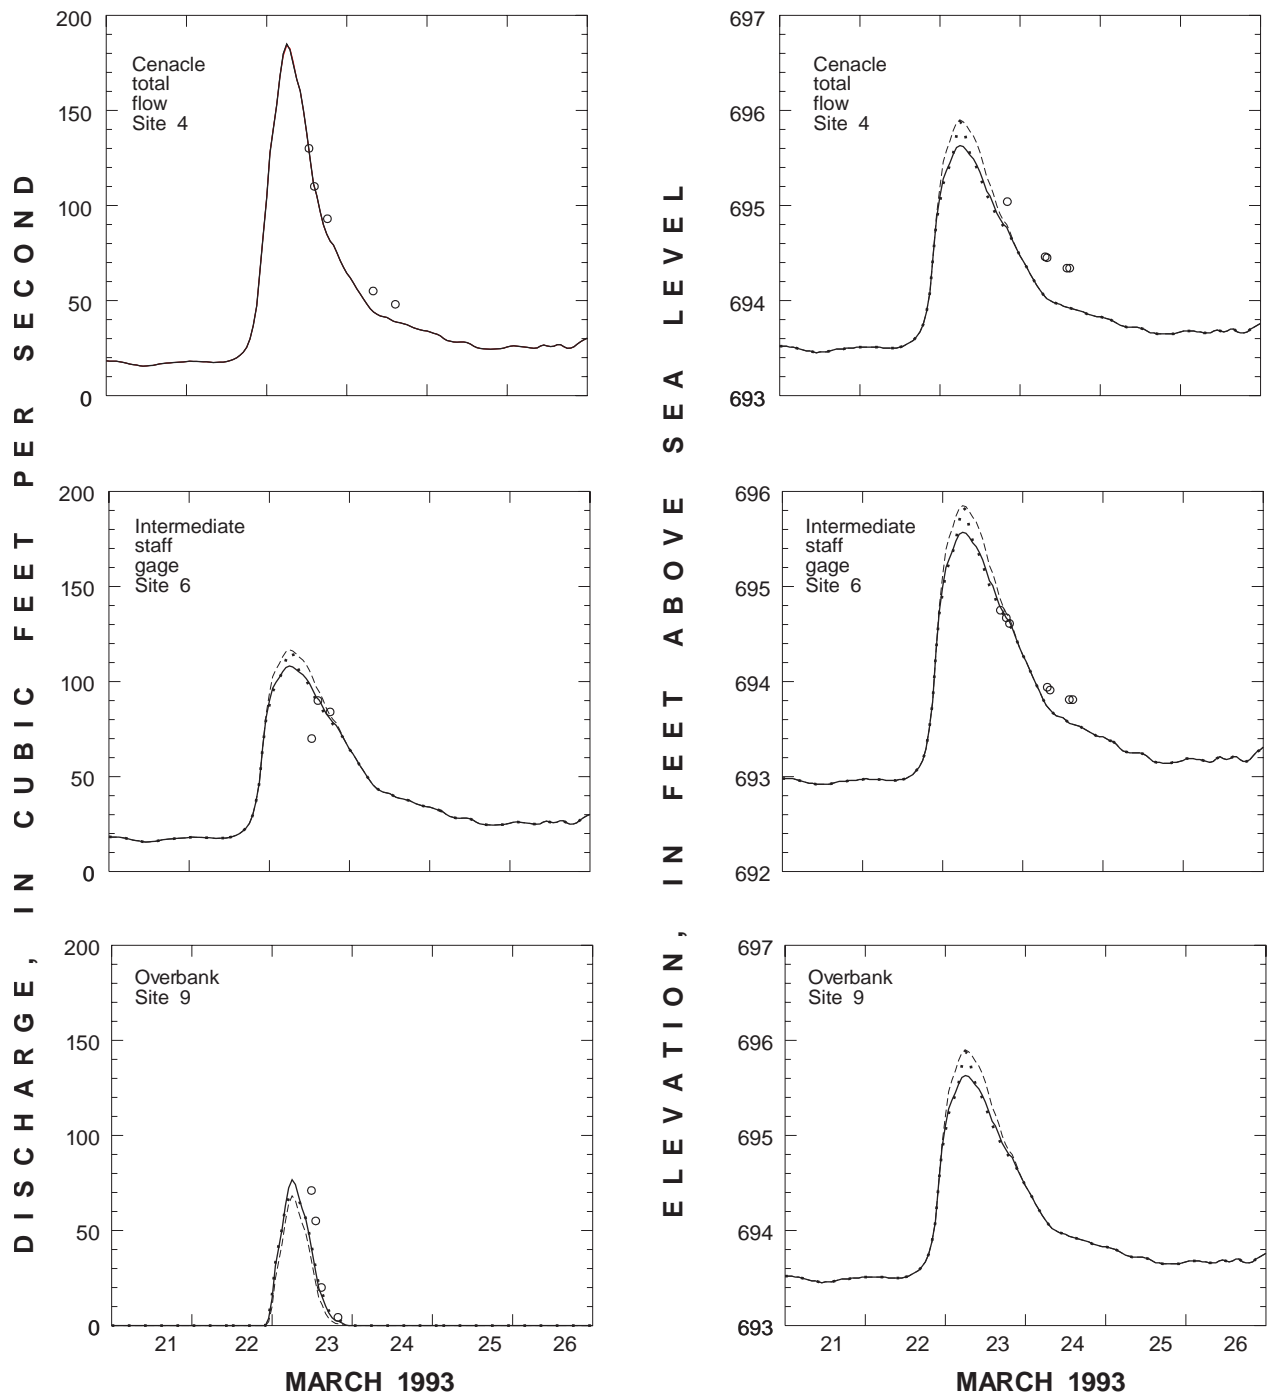 DISCHARGE, IN CUBIC FEET PER SECOND
200
150
100
50
0
Cenacle
total
flow
Site 4
200
150
100
50
0
Intermediate
staff
gage
Site 6
200
150
100
50
0
Overbank
Site 9
21 22 23 24 25 26
MARCH 1993
ELEVATION, IN FEET ABOVE SEA LEVEL
697
696
695
694
693
Cenacle
total
flow
Site 4
696
695
694
693
692
Intermediate
staff
gage
Site 6
697
696
695
694
693
Overbank
Site 9
21 22 23 24 25 26
MARCH 1993